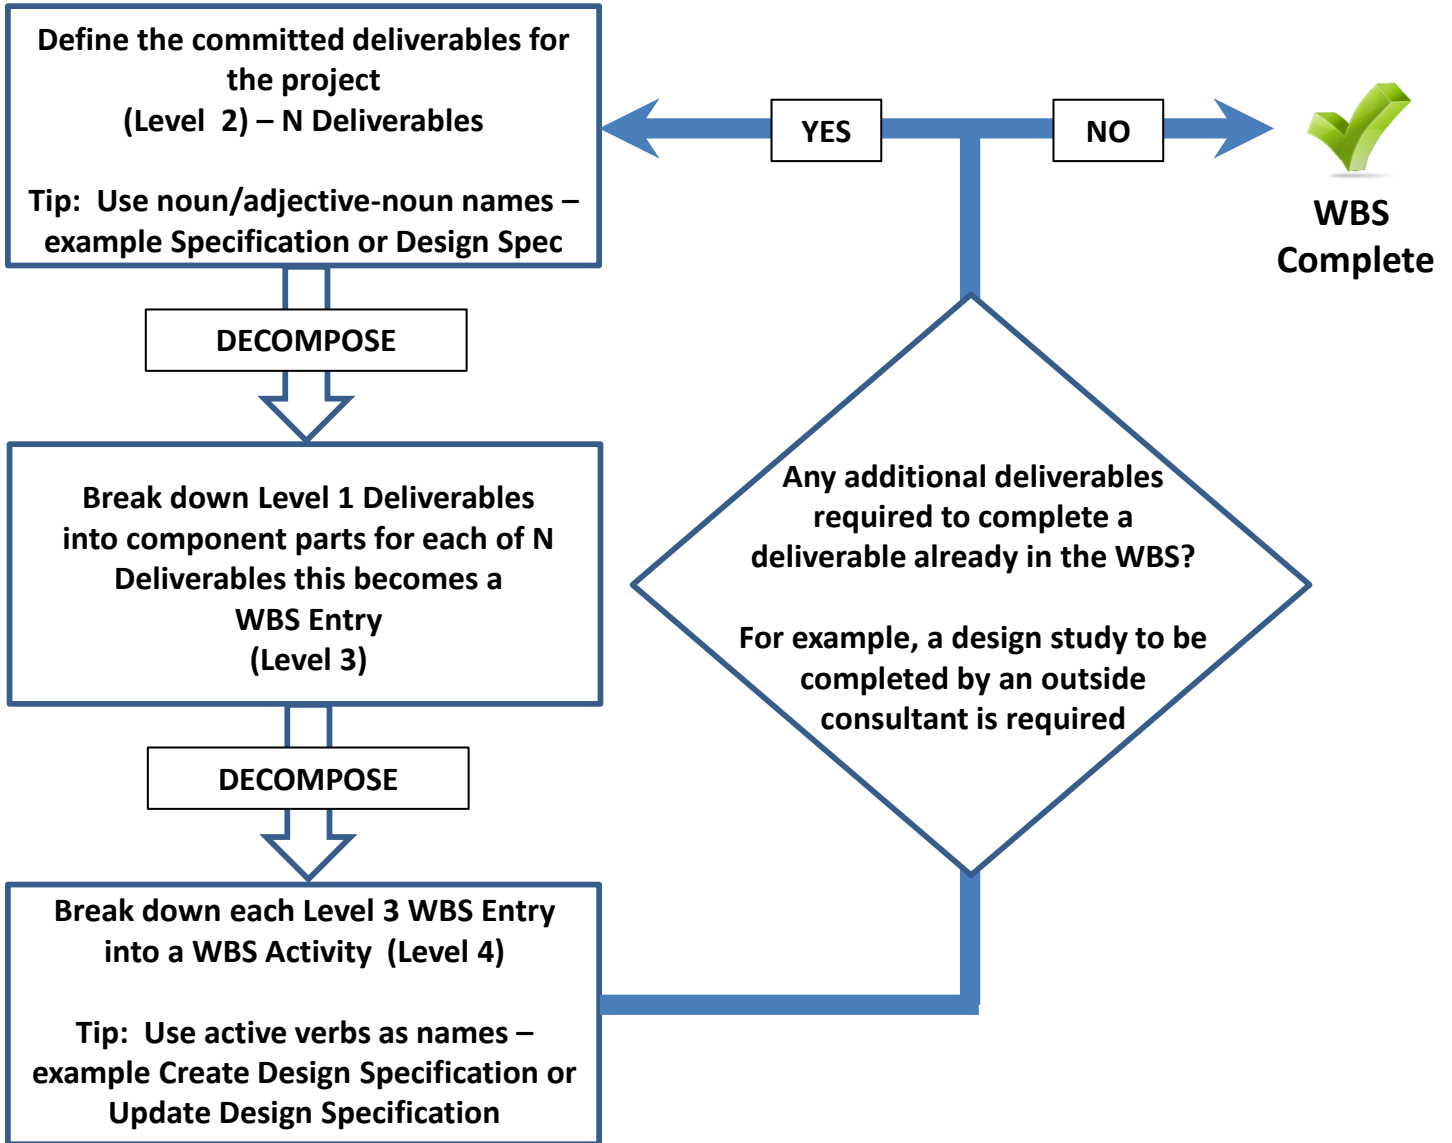 Define the committed deliverables for
the project
(Level 2) – N Deliverables
Tip: Use noun/adjective-noun names –
example Specification or Design Spec
DECOMPOSE
Break down Level 1 Deliverables
into component parts for each of N
Deliverables this becomes a
WBS Entry
(Level 3)
DECOMPOSE
Break down each Level 3 WBS Entry
into a WBS Activity (Level 4)
Tip: Use active verbs as names –
example Create Design Specification or
Update Design Specification
Any additional deliverables
required to complete a
deliverable already in the WBS?
For example, a design study to be
completed by an outside
consultant is required
YES
NO
WBS
Complete